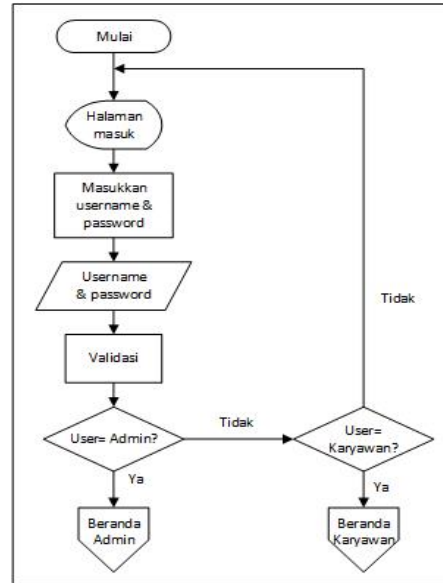 Mulai
Halaman
masuk
Masukkan
username &
password
Username
& password
Tidak
Validasi
Tidak
User= Admin?
User=
Karyawan?
Ya
Ya
Beranda
Admin
Beranda
Karyawan